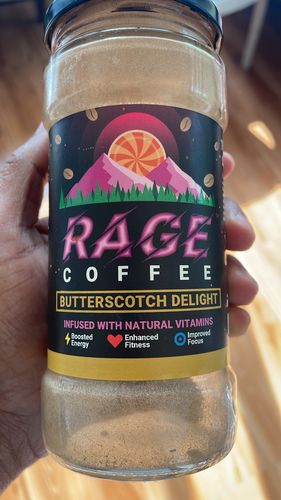 RAGE
COFFEE
BUTTERSCOTCH DELIGHT
INFUSED WITH NATURAL VITAMINS
Boosted Energy
Enhanced Fitness
Improved Focus